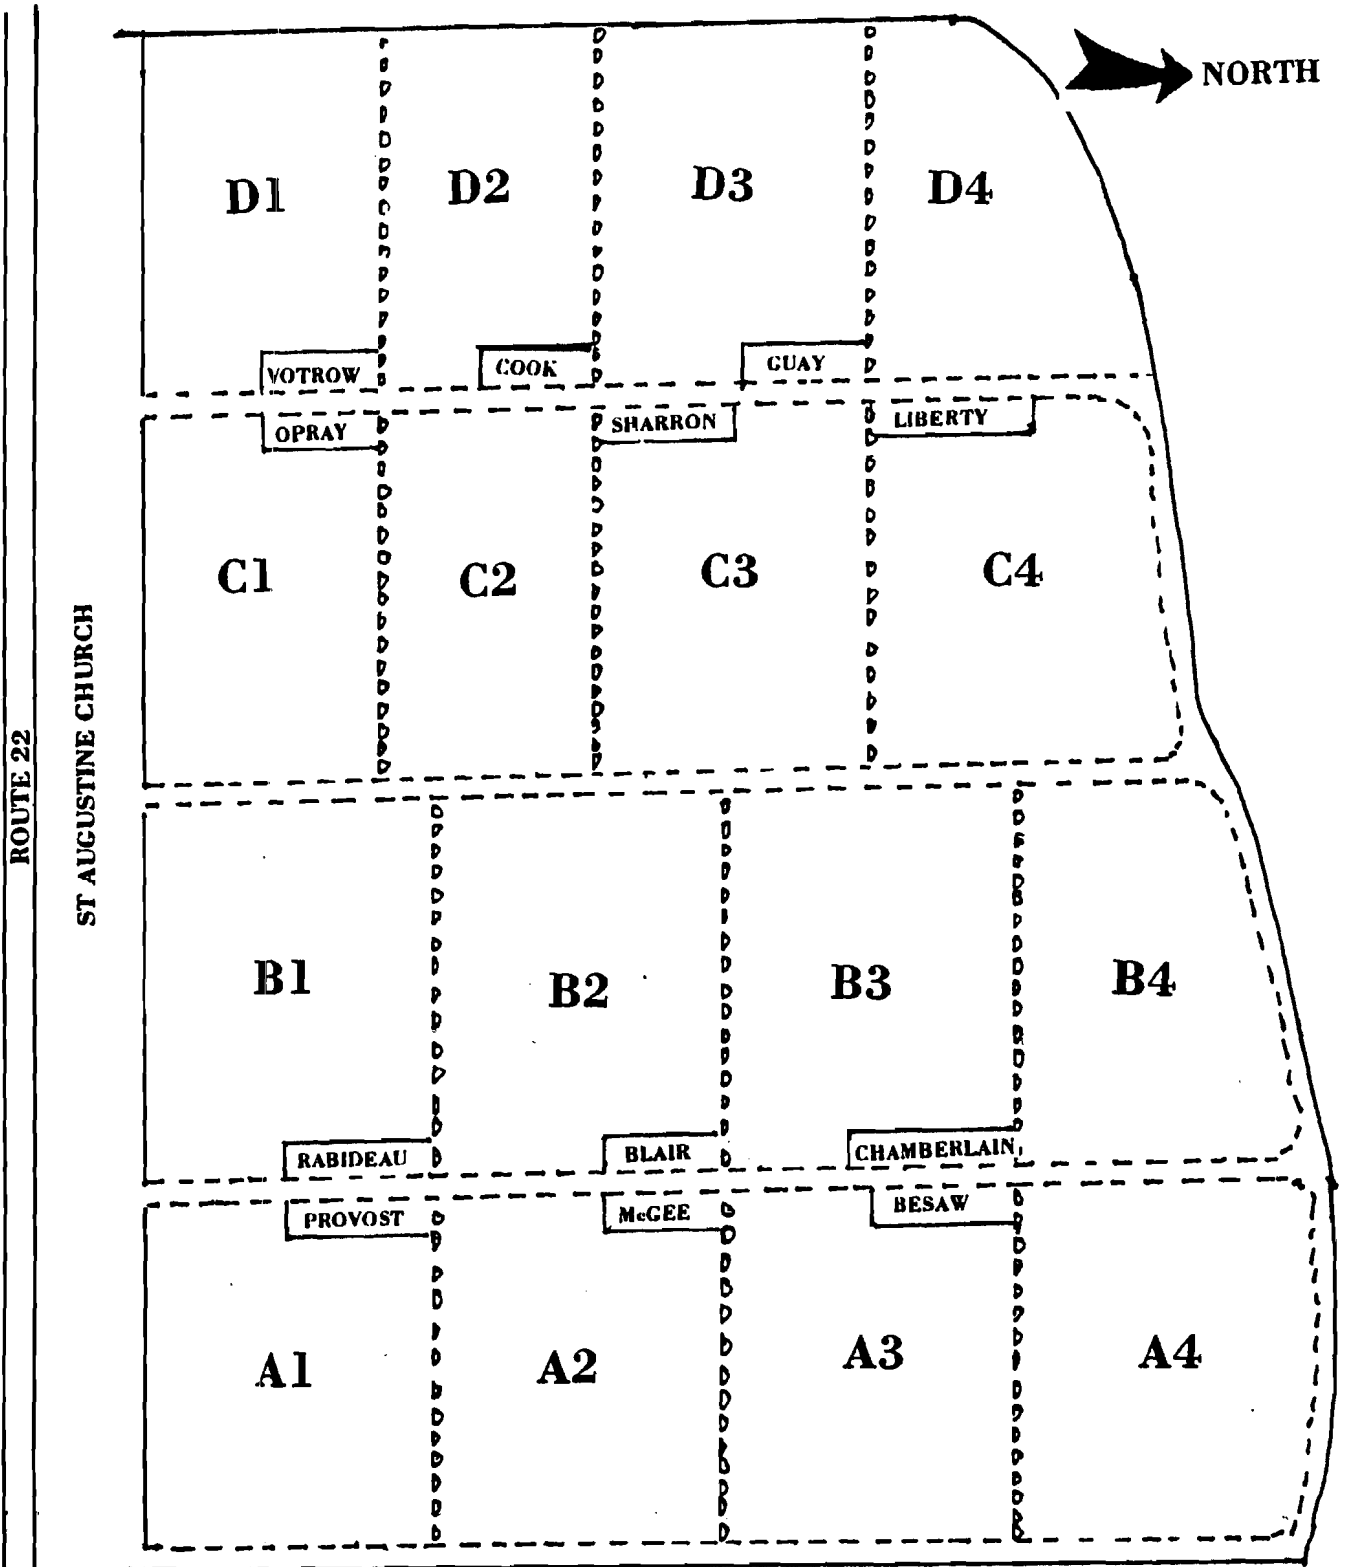 NORTH
D1
D2
D3
D4
VOTROW
COOK
GUAY
OPRAY
SHARRON
LIBERTY
C1
C2
C3
C4
ROUTE 22
ST AUGUSTINE CHURCH
B1
B2
B3
B4
RABIDEAU
BLAIR
CHAMBERLAIN
PROVOST
McGEE
BESAW
A1
A2
A3
A4